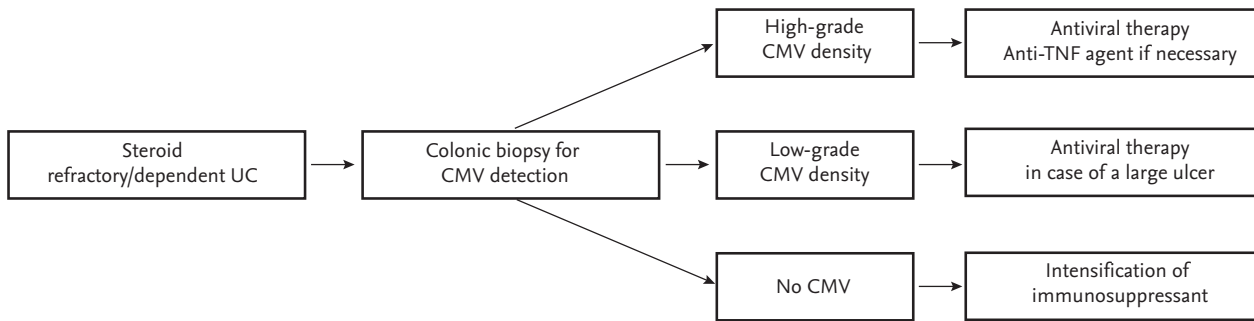 Steroid
refractory/dependent UC
Colonic biopsy for
CMV detection
High-grade
CMV density
Antiviral therapy
Anti-TNF agent if necessary
Low-grade
CMV density
Antiviral therapy
in case of a large ulcer
No CMV
Intensification of
immunosuppressant